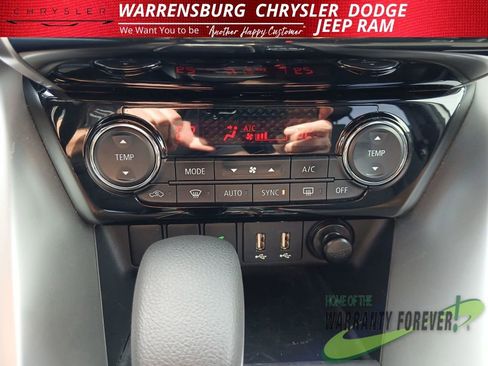 WARRENSBURG CHRYSLER DODGE
CHRYSLER We Want You to be "Another Happy Customer" JEEP RAM
A/C
TEMP MODE A/C TEMP
AUTO SYNC OFF
HOME OF THE
WARRANTY FOREVER!